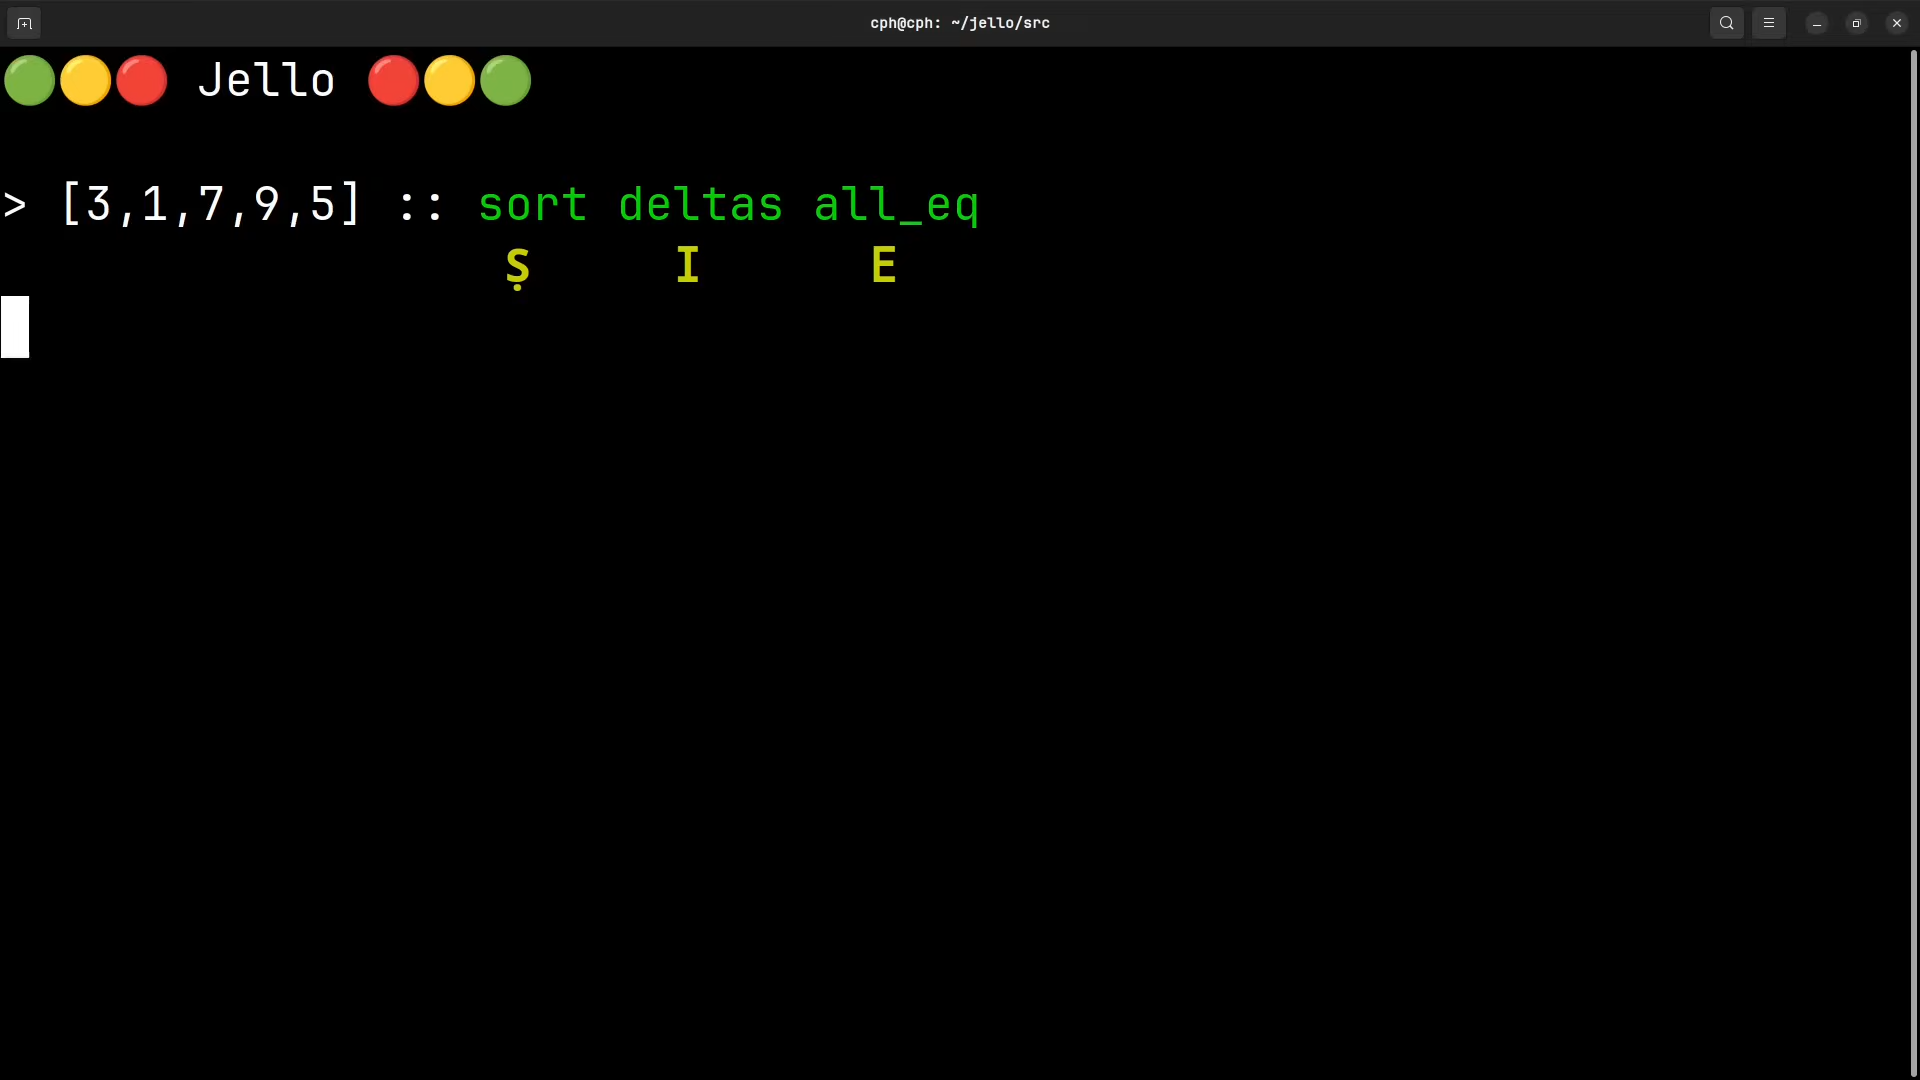 cph@cph: ~/jello/src
Jello
> [3,1,7,9,5] :: sort deltas all_eq
Ṣ I E